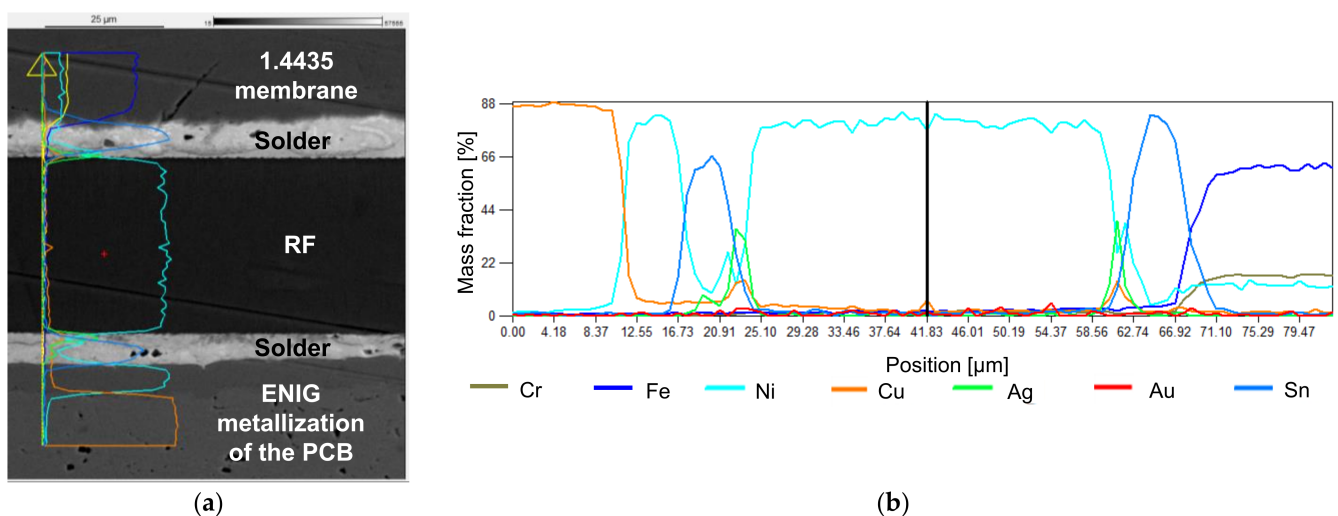 25 µm
15
57666
1.4435
membrane
Solder
RF
Solder
ENIG
metallization
of the PCB
(a)
Mass fraction [%]
88
66
44
22
0
0.00 4.18 8.37 12.55 16.73 20.91 25.10 29.28 33.46 37.64 41.83 46.01 50.19 54.37 58.56 62.74 66.92 71.10 75.29 79.47
Position [µm]
Cr Fe Ni Cu Ag Au Sn
(b)